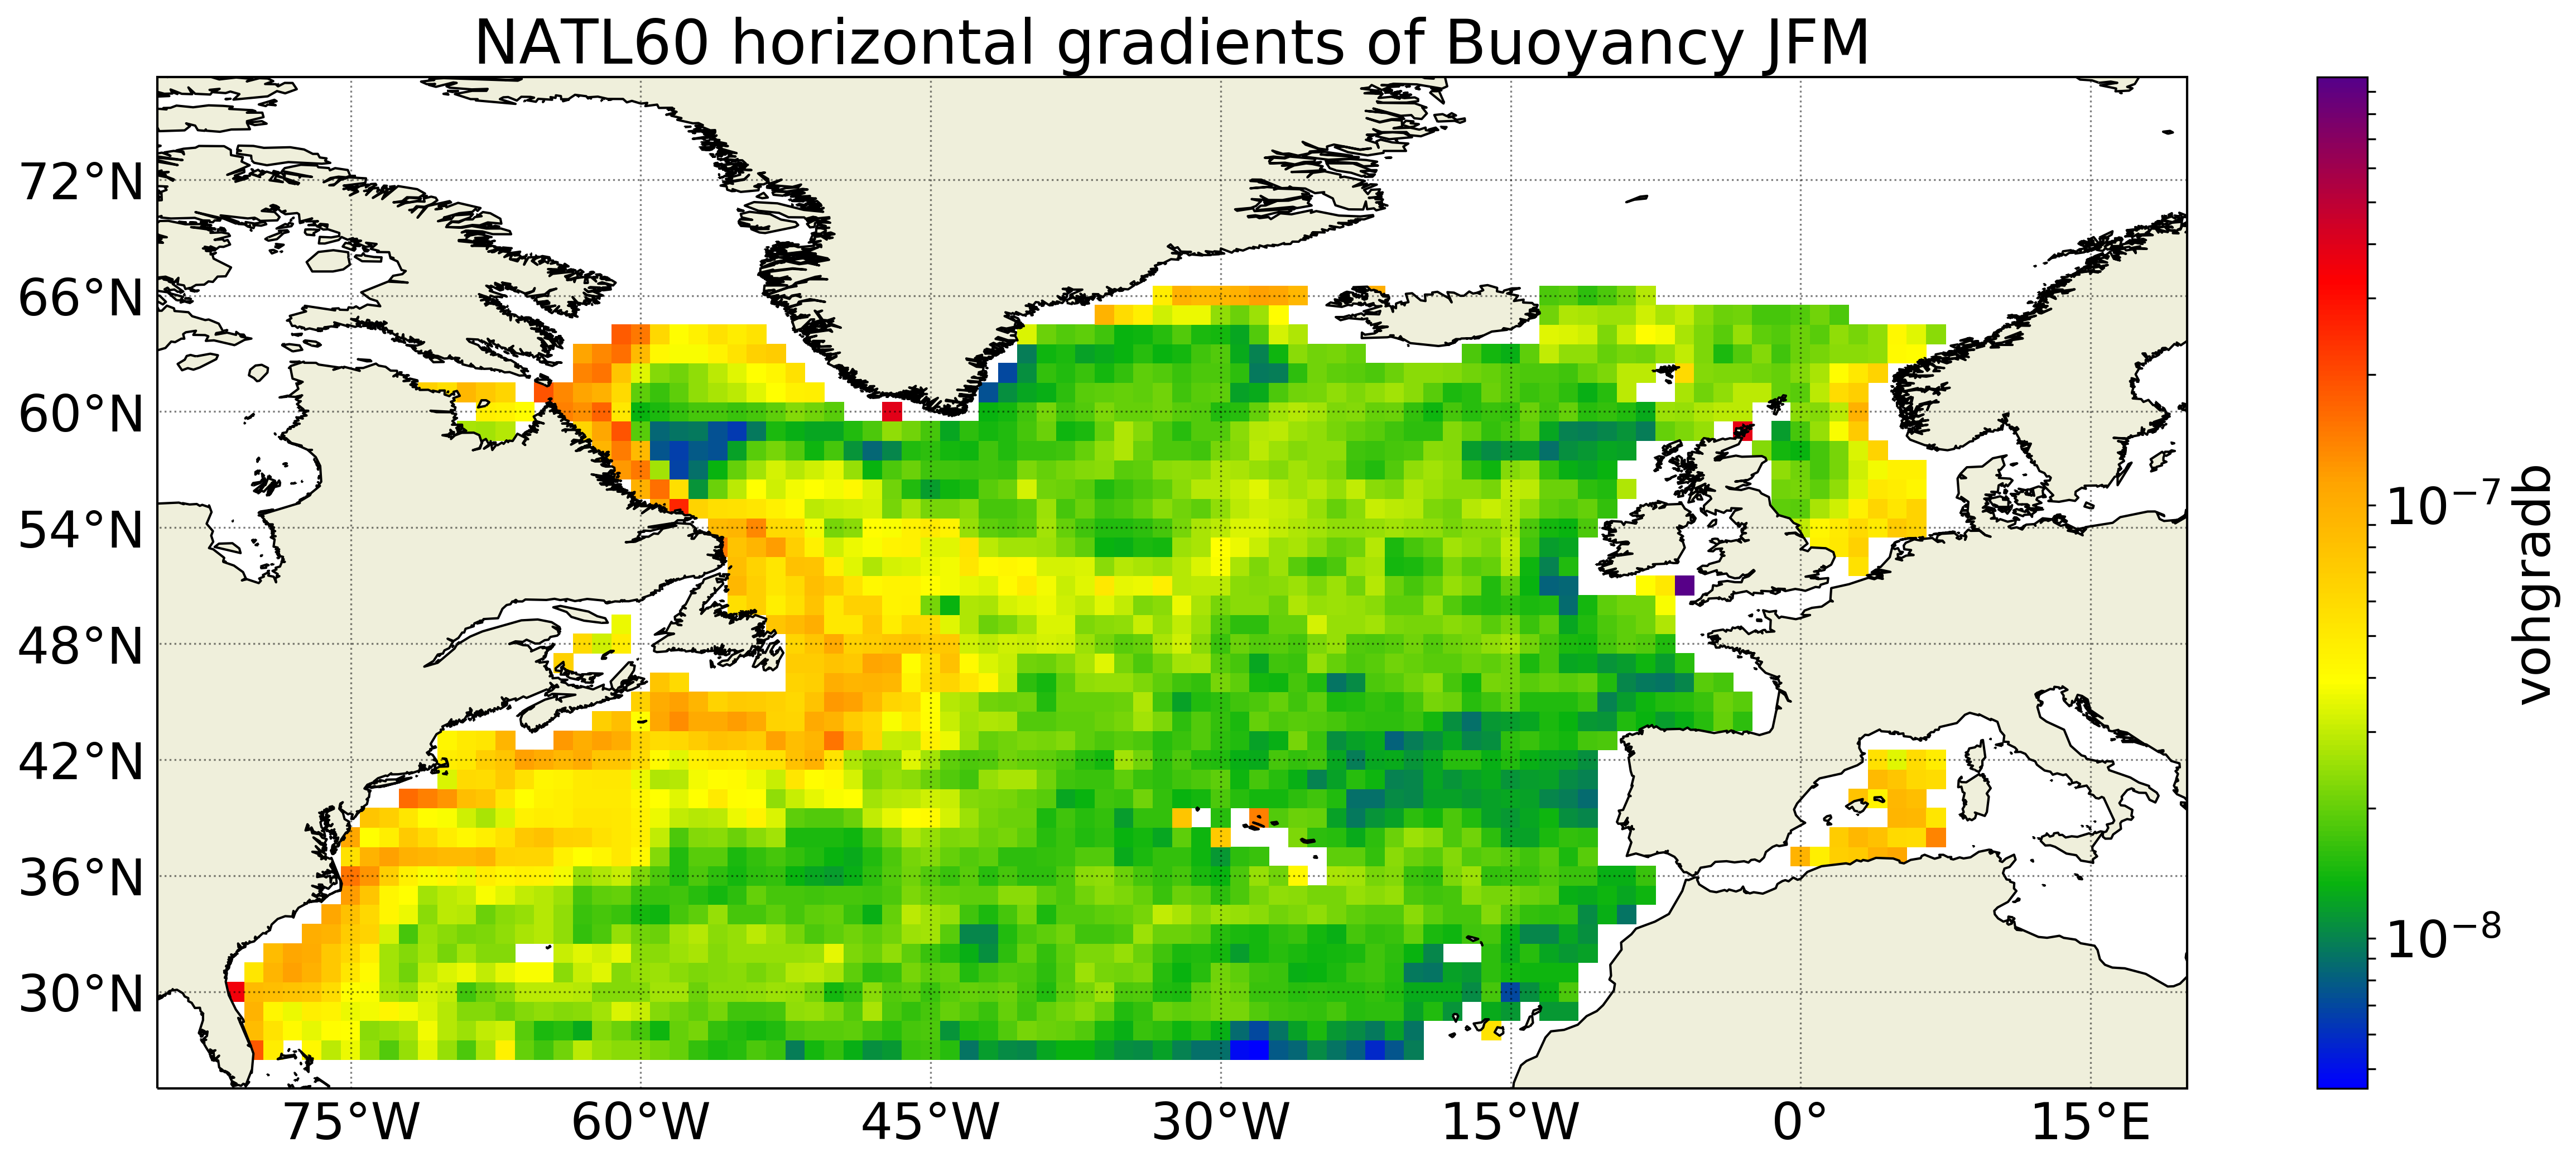 NATL60 horizontal gradients of Buoyancy JFM
72°N
66°N
60°N
54°N
48°N
42°N
36°N
30°N
75°W
60°W
45°W
30°W
15°W
0°
15°E
10⁻⁷
10⁻⁸
vohgradb